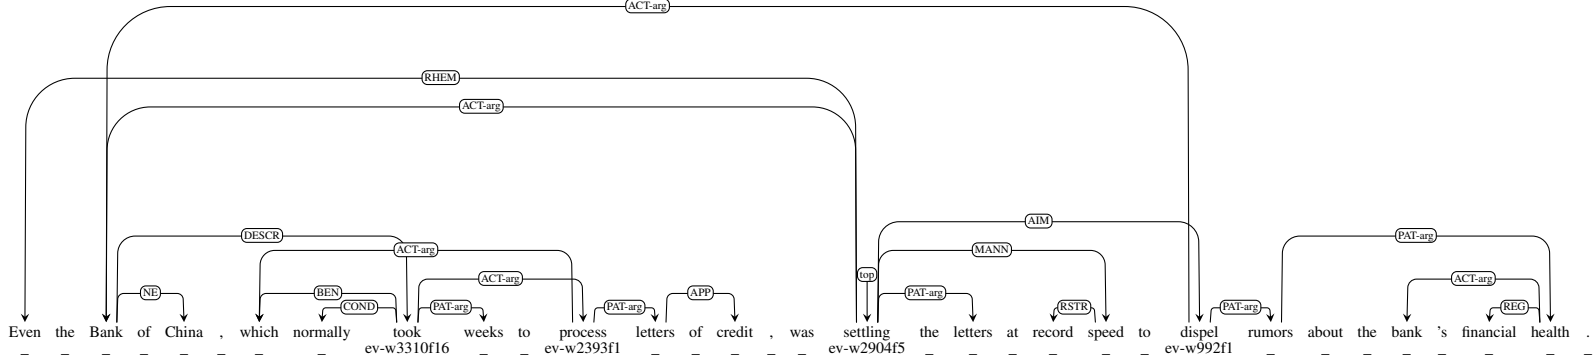 ACT-arg
RHEM
ACT-arg
AIM
DESCR PAT-arg
ACT-arg MANN
top
ACT-arg ACT-arg
NE BEN PAT-arg APP PAT-arg
COND PAT-arg PAT-arg RSTR PAT-arg REG
Even the Bank of China , which normally took weeks to process letters of credit , was settling the letters at record speed to dispel rumors about the bank 's financial health .
_ _ _ _ _ _ _ _ ev-w3310f16 _ _ ev-w2393f1 _ _ _ _ _ ev-w2904f5 _ _ _ _ _ _ ev-w992f1 _ _ _ _ _ _ _ _